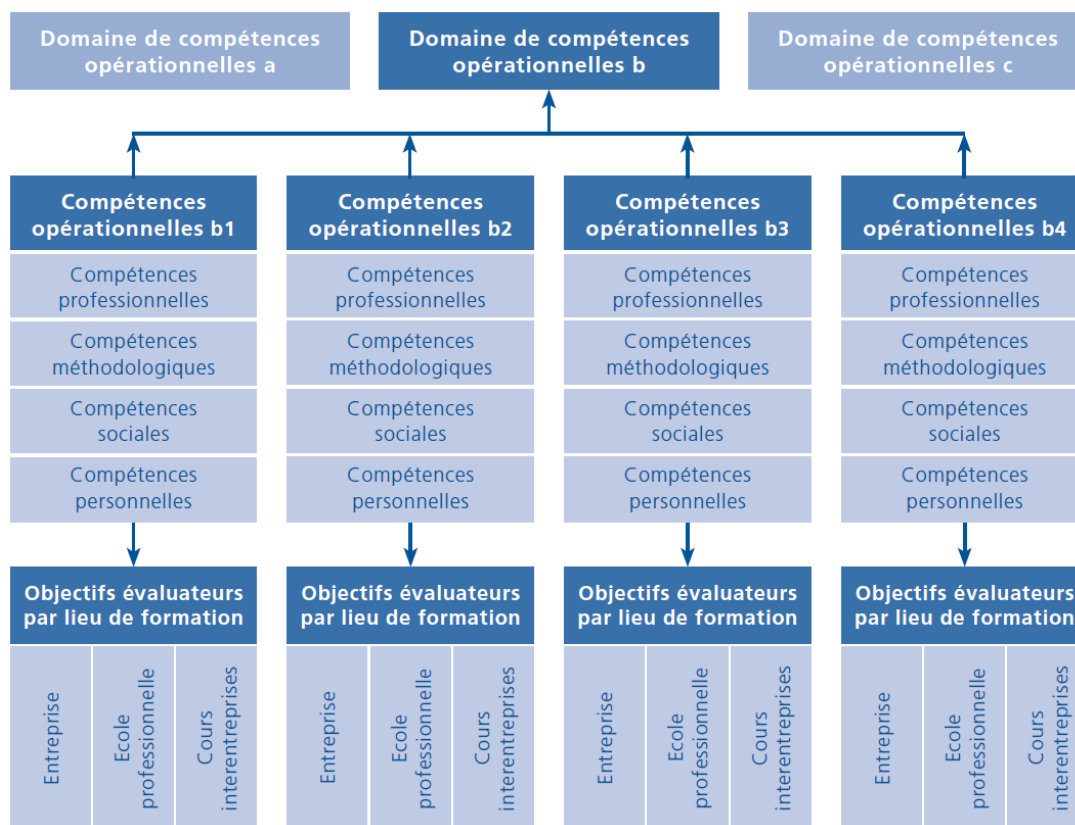 Domaine de compétences
opérationnelles a
Domaine de compétences
opérationnelles b
Domaine de compétences
opérationnelles c
Compétences
opérationnelles b1
Compétences
professionnelles
Compétences
méthodologiques
Compétences
sociales
Compétences
personnelles
Objectifs évaluateurs
par lieu de formation
Entreprise
Ecole
professionnelle
Cours
interentreprises
Compétences
opérationnelles b2
Compétences
professionnelles
Compétences
méthodologiques
Compétences
sociales
Compétences
personnelles
Objectifs évaluateurs
par lieu de formation
Entreprise
Ecole
professionnelle
Cours
interentreprises
Compétences
opérationnelles b3
Compétences
professionnelles
Compétences
méthodologiques
Compétences
sociales
Compétences
personnelles
Objectifs évaluateurs
par lieu de formation
Entreprise
Ecole
professionnelle
Cours
interentreprises
Compétences
opérationnelles b4
Compétences
professionnelles
Compétences
méthodologiques
Compétences
sociales
Compétences
personnelles
Objectifs évaluateurs
par lieu de formation
Entreprise
Ecole
professionnelle
Cours
interentreprises